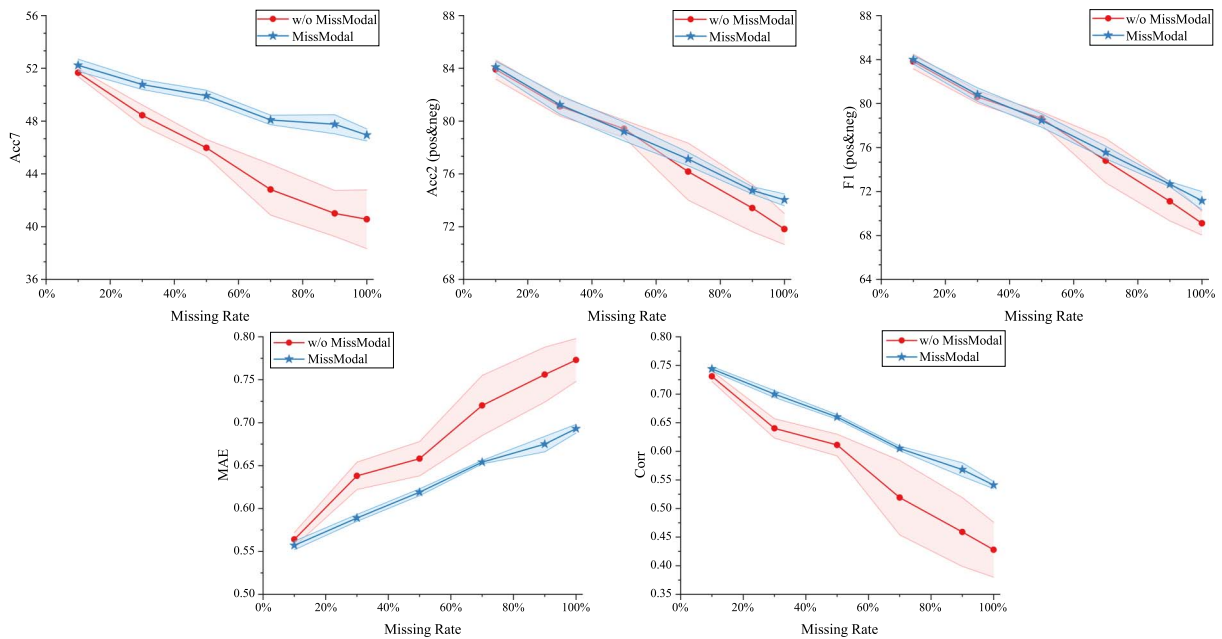 56
52
48
44
40
36
Acc7
0% 20% 40% 60% 80% 100%
Missing Rate
w/o MissModal
MissModal
88
84
80
76
72
68
Acc2 (pos&neg)
0% 20% 40% 60% 80% 100%
Missing Rate
w/o MissModal
MissModal
88
84
80
76
72
68
64
F1 (pos&neg)
0% 20% 40% 60% 80% 100%
Missing Rate
w/o MissModal
MissModal
0.80
0.75
0.70
0.65
0.60
0.55
0.50
MAE
0% 20% 40% 60% 80% 100%
Missing Rate
w/o MissModal
MissModal
0.80
0.75
0.70
0.65
0.60
0.55
0.50
0.45
0.40
0.35
Corr
0% 20% 40% 60% 80% 100%
Missing Rate
w/o MissModal
MissModal